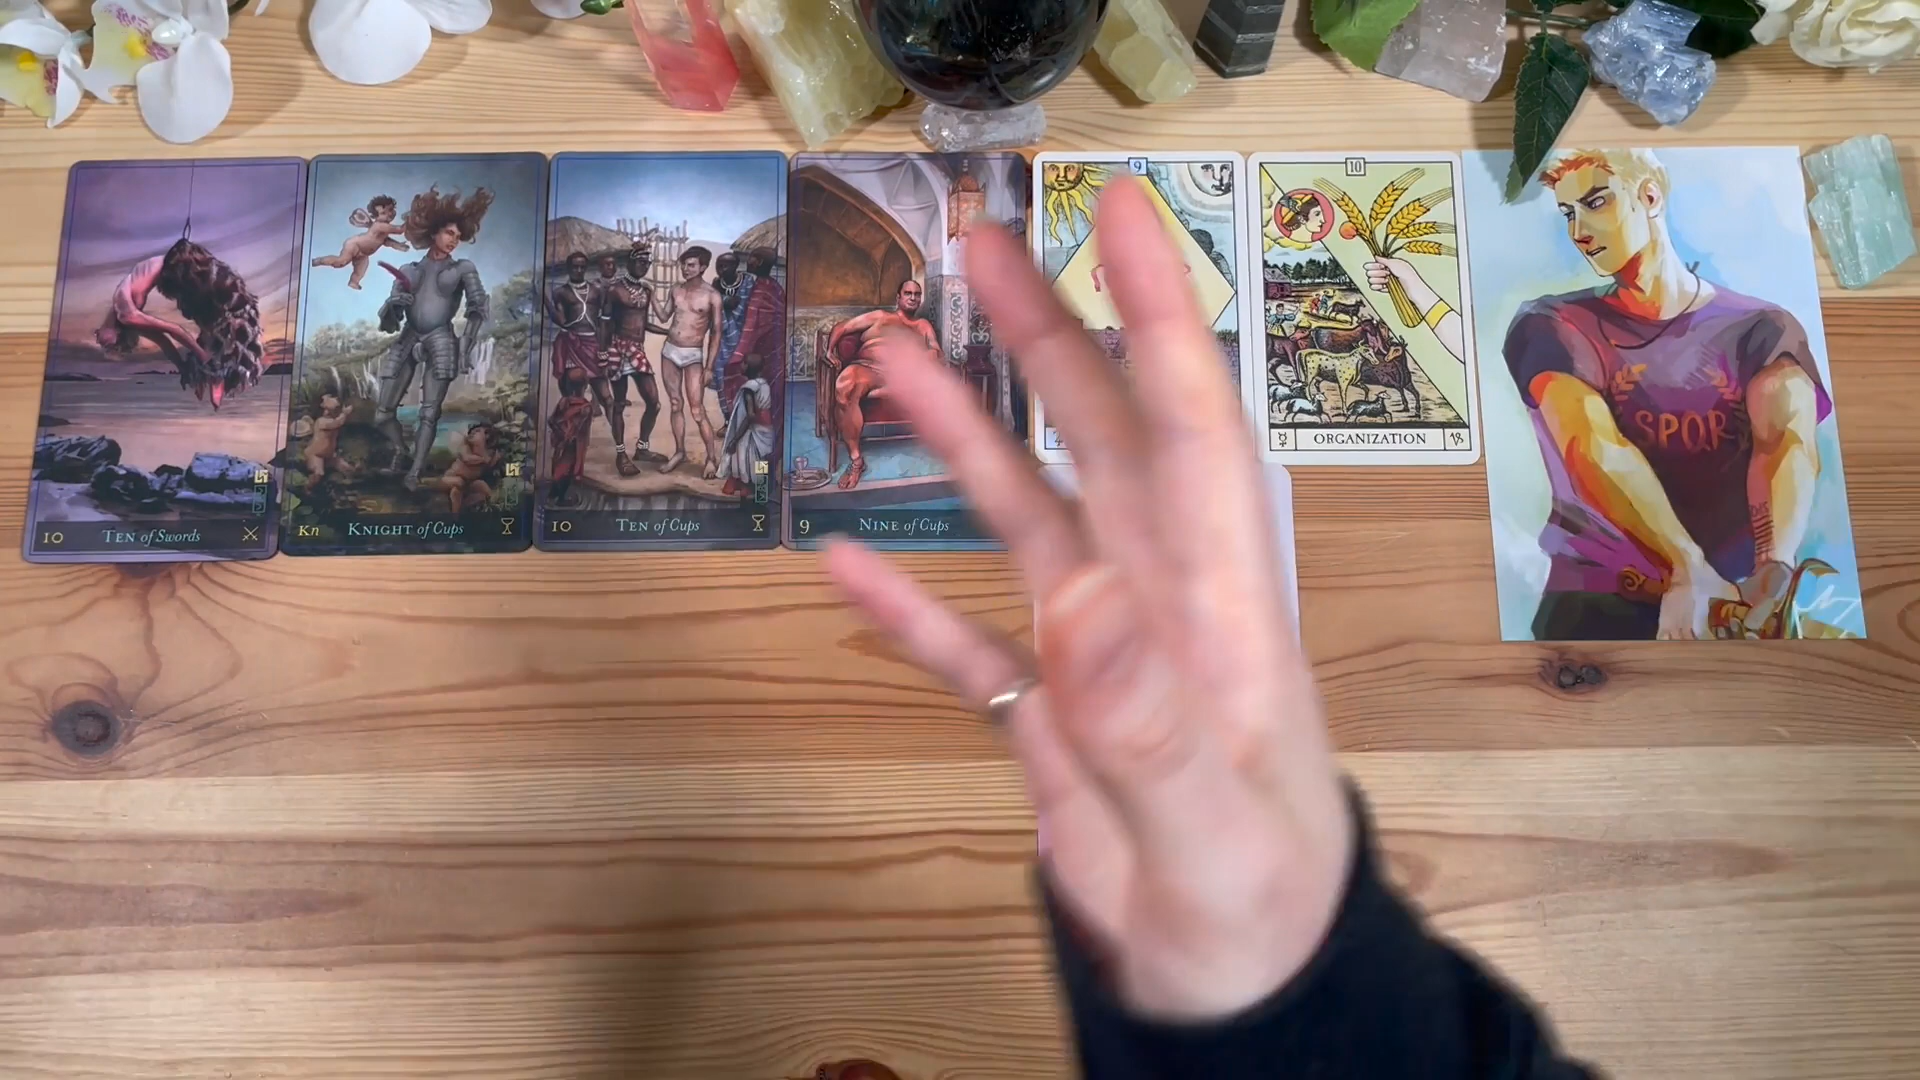 10 TEN of Swords
Kn KNIGHT of Cups
10 TEN of Cups
9 NINE of Cups
9
10
ORGANIZATION
SPQR